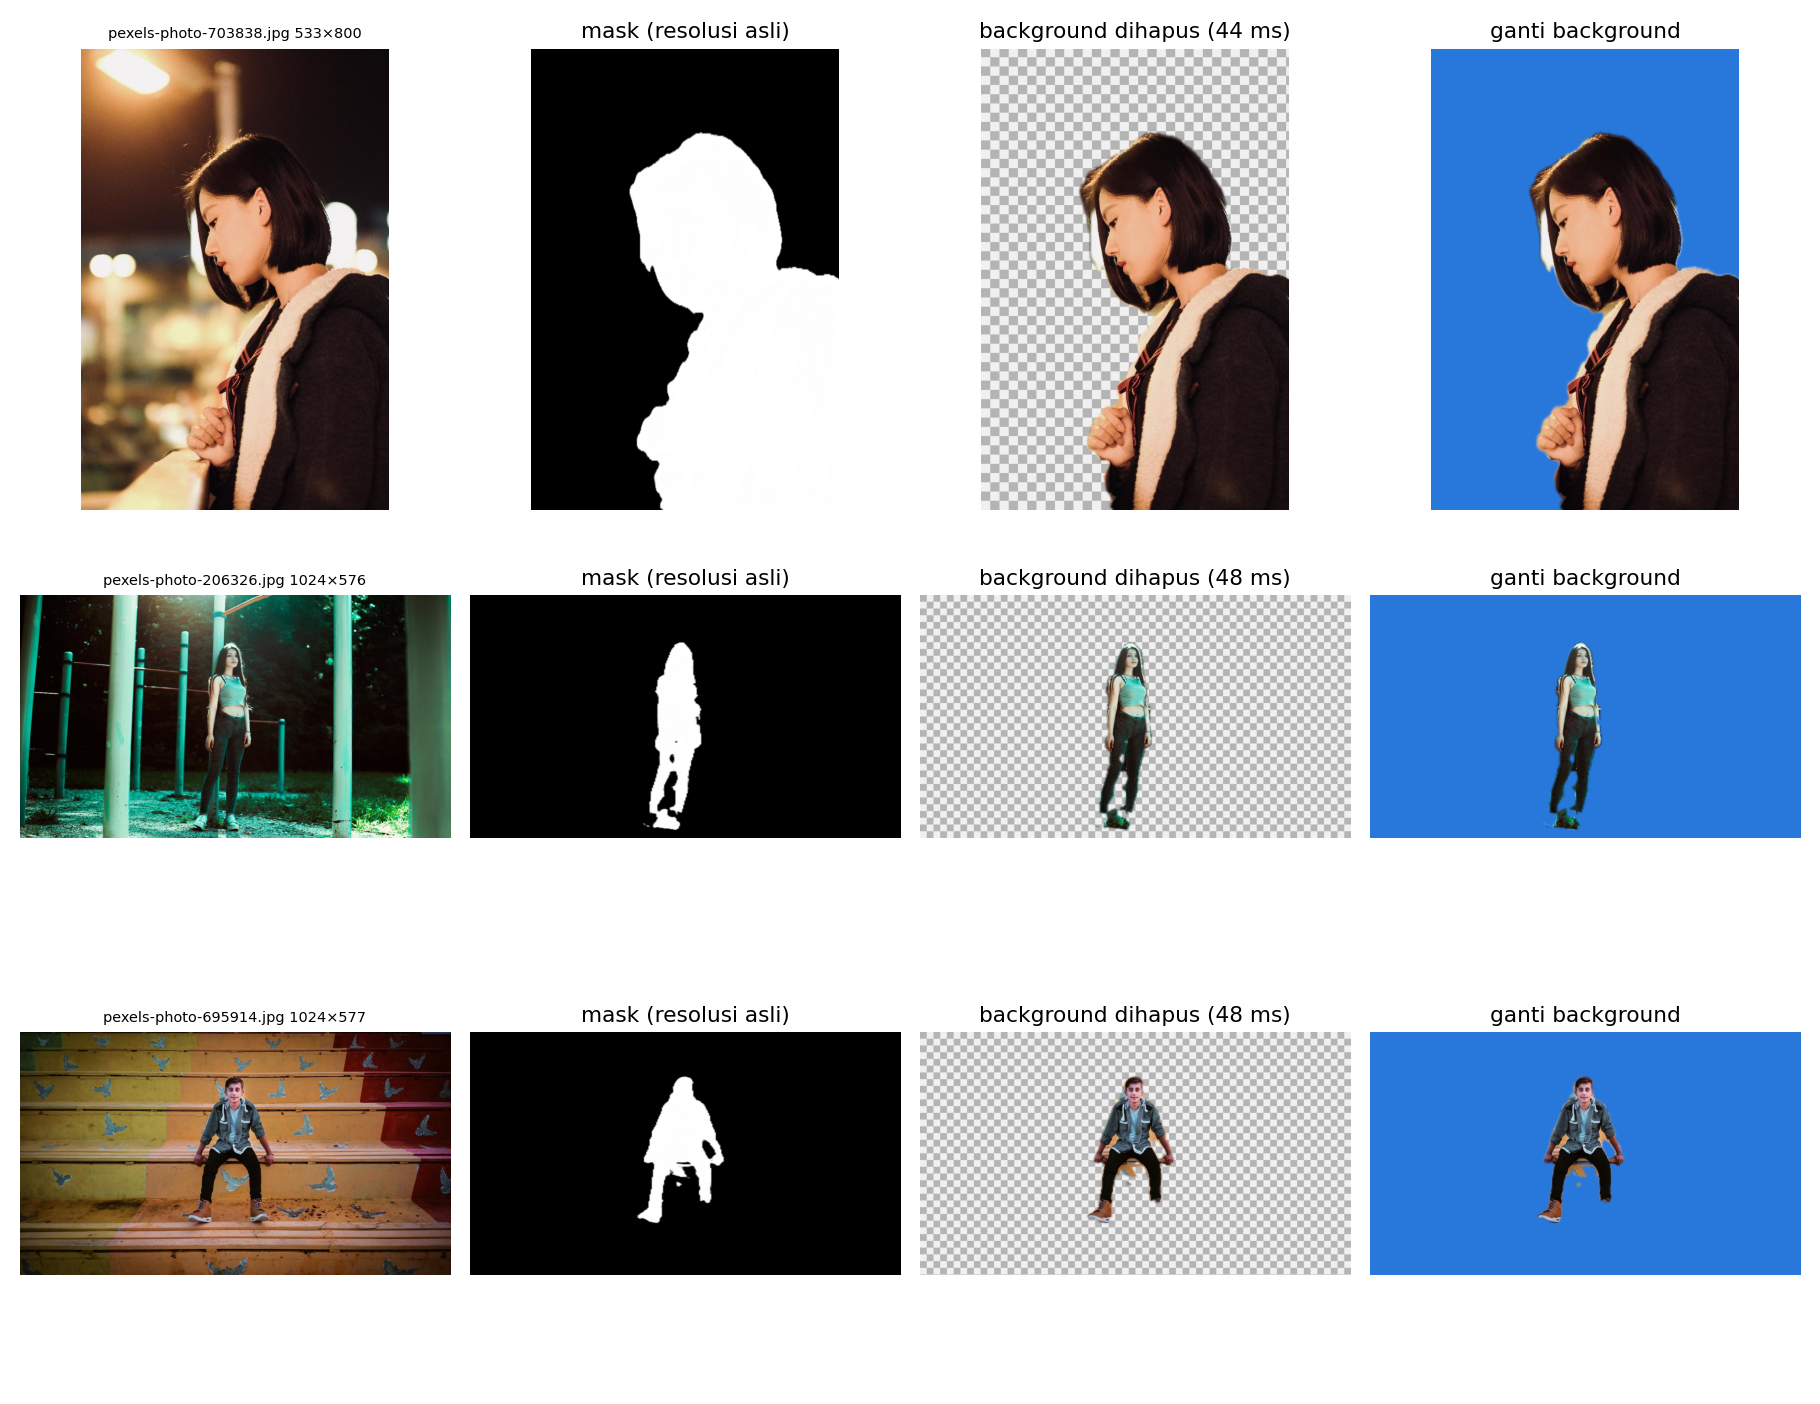 pexels-photo-703838.jpg 533×800
mask (resolusi asli)
background dihapus (44 ms)
ganti background
pexels-photo-206326.jpg 1024×576
mask (resolusi asli)
background dihapus (48 ms)
ganti background
pexels-photo-695914.jpg 1024×577
mask (resolusi asli)
background dihapus (48 ms)
ganti background